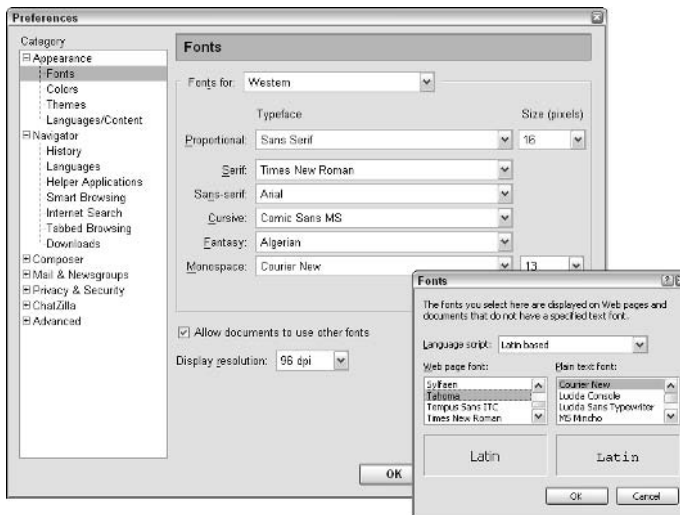 Preferences
Category
Appearance
Fonts
Colors
Themes
Languages/Content
Navigator
History
Languages
Helper Applications
Smart Browsing
Internet Search
Tabbed Browsing
Downloads
Composer
Mail & Newsgroups
Privacy & Security
ChatZilla
Advanced
Fonts
Fonts for: Western
Typeface Size (pixels)
Proportional: Sans Serif 16
Serif: Times New Roman
Sans-serif: Arial
Cursive: Comic Sans MS
Fantasy: Algerian
Monospace: Courier New 13
Allow documents to use other fonts
Display resolution: 96 dpi
OK
Fonts
The fonts you select here are displayed on Web pages and
documents that do not have a specified text font.
Language script: Latin based
Web page font: Plain text font:
Sylfaen Courier New
Tahoma Lucida Console
Tempus Sans ITC Lucida Sans Typewriter
Times New Roman MS Mincho
Latin Latin
OK Cancel